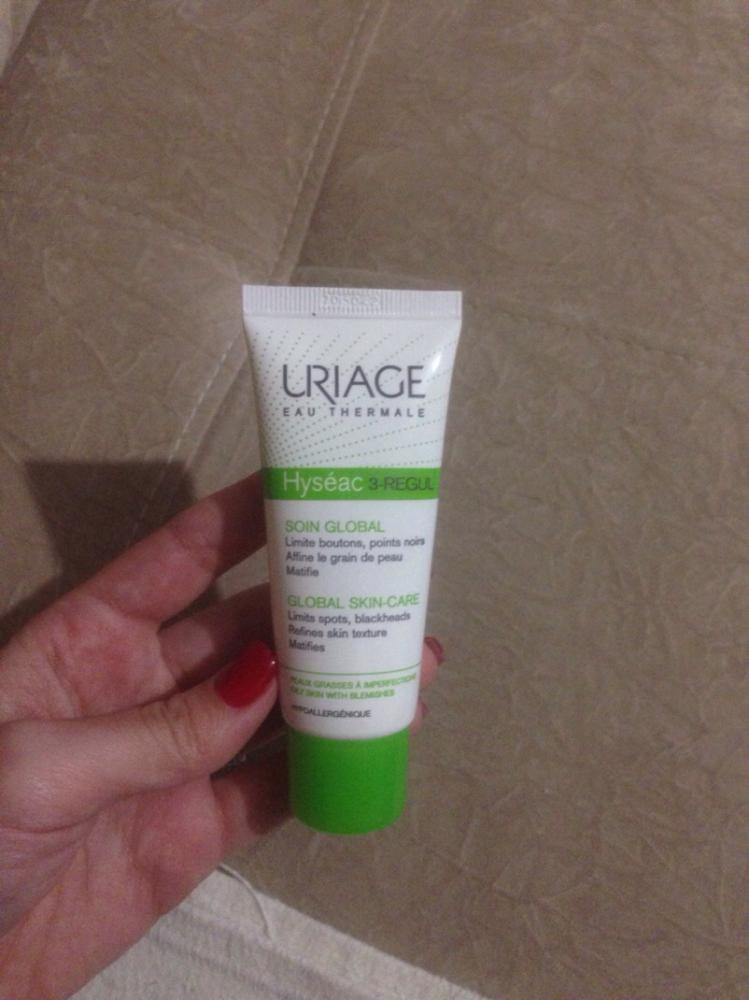 URIAGE
EAU THERMALE
Hyséac 3-REGUL
SOIN GLOBAL
Limite boutons, points noirs
Affine le grain de peau
Matifie
GLOBAL SKIN-CARE
Limits spots, blackheads
Refines skin texture
Matifies
PEAUX GRASSES À IMPERFECTIONS
OILY SKIN WITH BLEMISHES
HYPOALLERGÉNIQUE